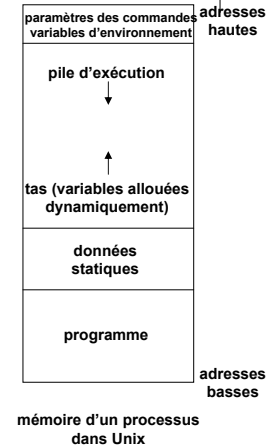 paramètres des commandes
variables d'environnement
adresses
hautes
pile d'exécution
tas (variables allouées
dynamiquement)
données
statiques
programme
adresses
basses
mémoire d'un processus
dans Unix